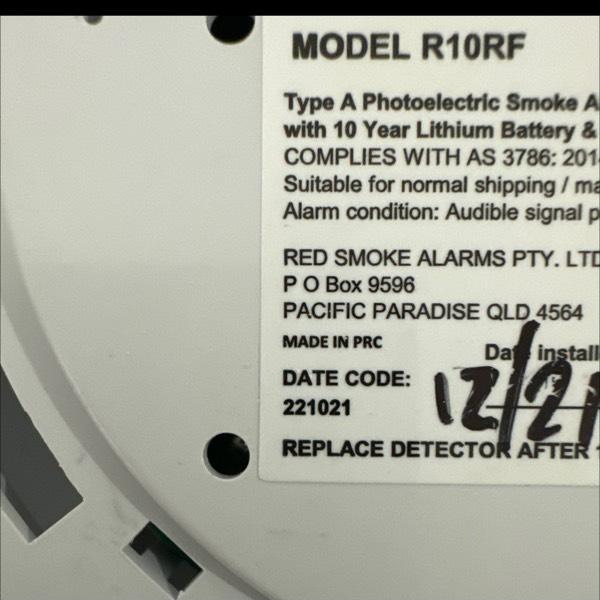 MODEL R10RF
Type A Photoelectric Smoke A
with 10 Year Lithium Battery &
COMPLIES WITH AS 3786: 201
Suitable for normal shipping / ma
Alarm condition: Audible signal p
RED SMOKE ALARMS PTY. LTD
P O Box 9596
PACIFIC PARADISE QLD 4564
MADE IN PRC
Date install
DATE CODE:
12/21
221021
REPLACE DETECTOR AFTER 1